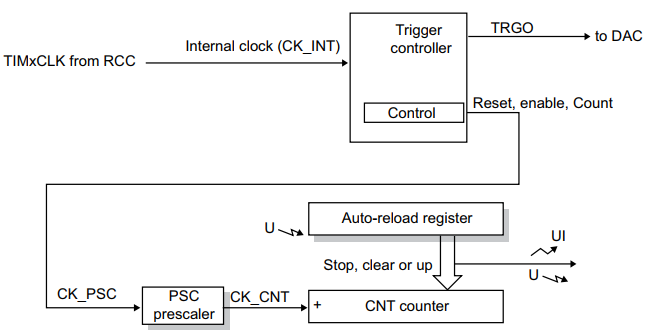 Trigger
controller
TRGO
to DAC
Internal clock (CK_INT)
TIMxCLK from RCC
Control
Reset, enable, Count
Auto-reload register
U
UI
Stop, clear or up
U
CK_PSC
PSC
prescaler
CK_CNT
+
CNT counter